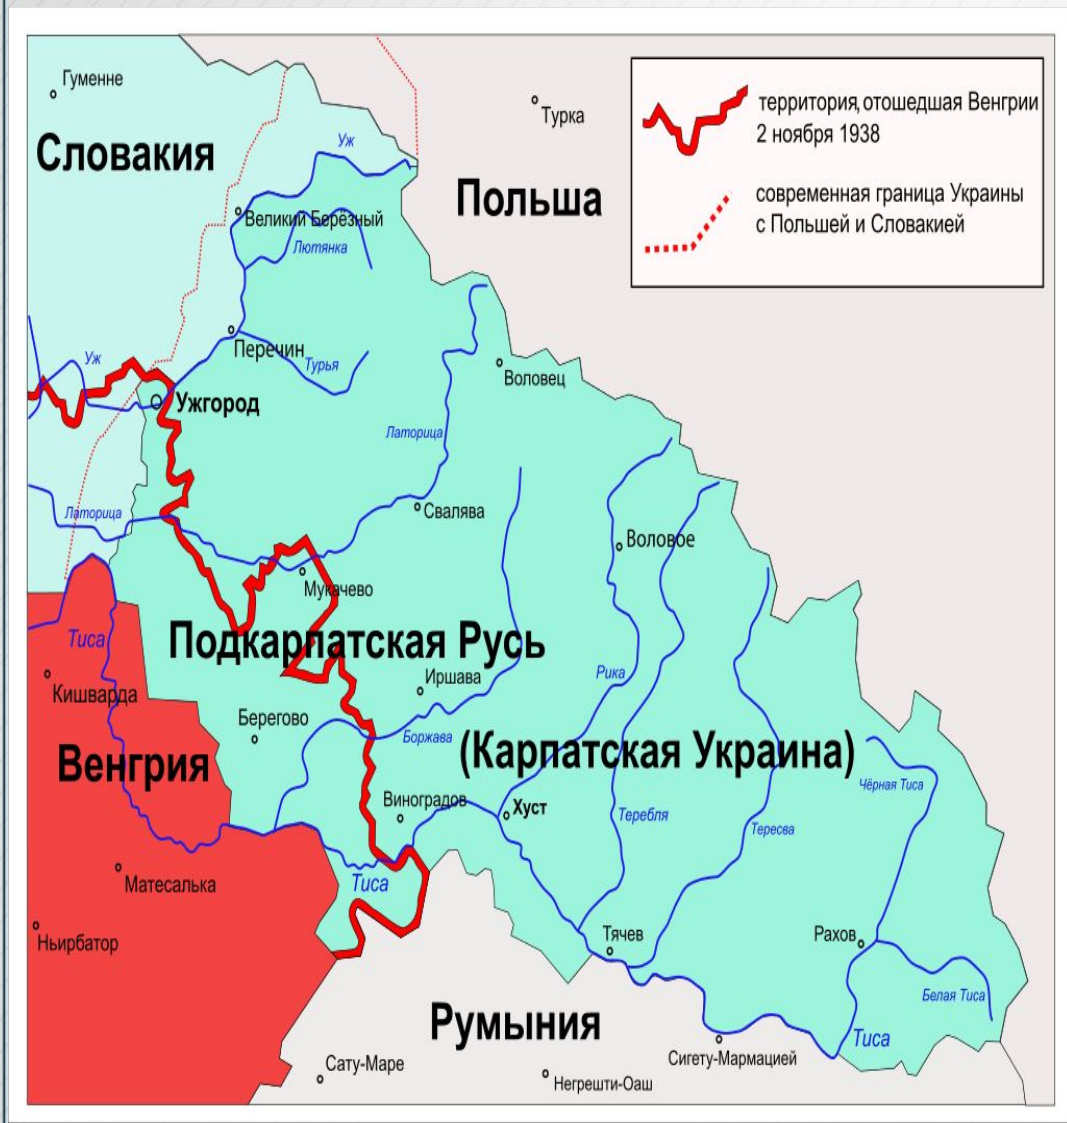 Гуменне
Словакия
Уж
Турка
Польша
территория, отошедшая Венгрии
2 ноября 1938
современная граница Украины
с Польшей и Словакией
Великий Берёзный
Лютянка
Перечин
Турья
Уж
Ужгород
Воловец
Латорица
Латорица
Свалява
Воловое
Мукачево
Тиса
Подкарпатская Русь
Кишварда
Иршава
Рика
Берегово
Боржава
Венгрия
(Карпатская Украина)
Чёрная Тиса
Виноградов
Хуст
Теребля
Тересва
Матесалька
Тиса
Ньирбатор
Тячев
Рахов
Белая Тиса
Румыния
Тиса
Сату-Маре
Сигету-Мармацией
Негрешти-Оаш